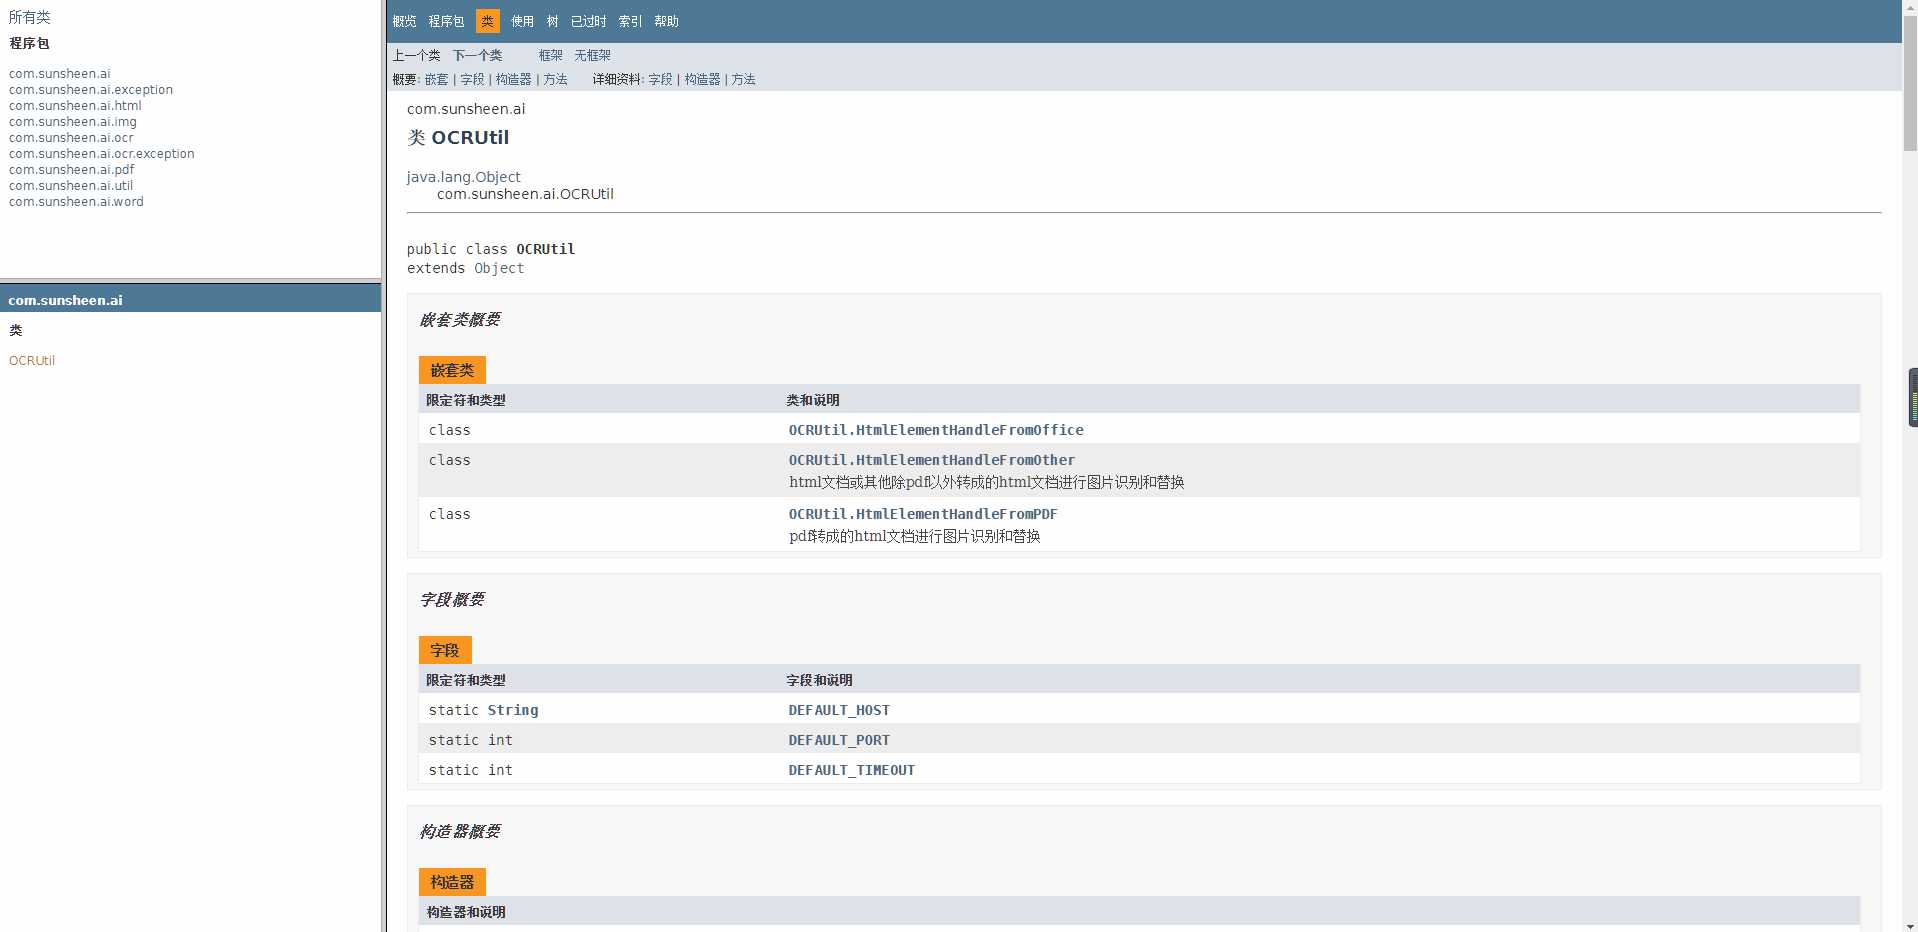 所有类
程序包
com.sunsheen.ai
com.sunsheen.ai.exception
com.sunsheen.ai.html
com.sunsheen.ai.img
com.sunsheen.ai.ocr
com.sunsheen.ai.ocr.exception
com.sunsheen.ai.pdf
com.sunsheen.ai.util
com.sunsheen.ai.word
com.sunsheen.ai
类
OCRUtil
概览 程序包 类 使用 树 已过时 索引 帮助
上一个类 下一个类 框架 无框架
概要: 嵌套 | 字段 | 构造器 | 方法 详细资料: 字段 | 构造器 | 方法
com.sunsheen.ai
类 OCRUtil
java.lang.Object
com.sunsheen.ai.OCRUtil
public class OCRUtil
extends Object
嵌套类概要
嵌套类
限定符和类型 类和说明
class OCRUtil.HtmlElementHandleFromOffice
class OCRUtil.HtmlElementHandleFromOther
html文档或其他除pdf以外转成的html文档进行图片识别和替换
class OCRUtil.HtmlElementHandleFromPDF
pdf转成的html文档进行图片识别和替换
字段概要
字段
限定符和类型 字段和说明
static String DEFAULT_HOST
static int DEFAULT_PORT
static int DEFAULT_TIMEOUT
构造器概要
构造器
构造器和说明